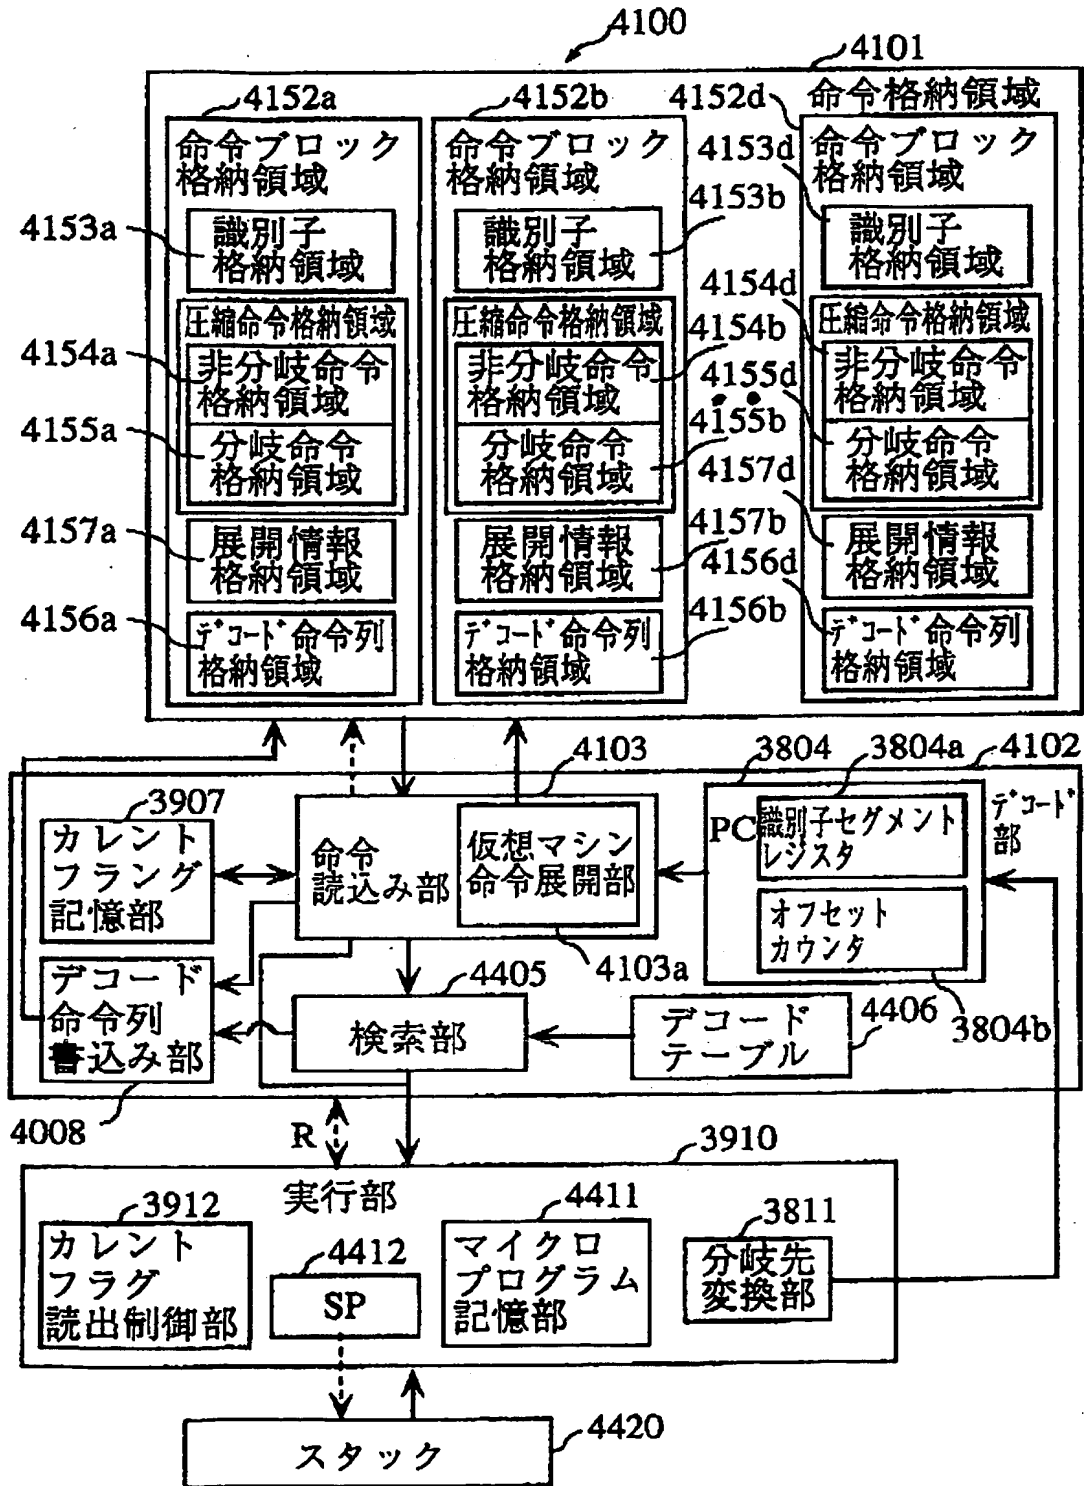 4100
4101
命令格納領域
4152a
命令ブロック
格納領域
4153a
識別子
格納領域
圧縮命令格納領域
4154a
非分岐命令
格納領域
4155a
分岐命令
格納領域
4157a
展開情報
格納領域
4156a
デコード命令列
格納領域
4152b
命令ブロック
格納領域
4153b
識別子
格納領域
圧縮命令格納領域
4154b
非分岐命令
格納領域
4155b
分岐命令
格納領域
4157b
展開情報
格納領域
4156b
デコード命令列
格納領域
4152d
命令ブロック
格納領域
4153d
識別子
格納領域
圧縮命令格納領域
4154d
非分岐命令
格納領域
4155d
分岐命令
格納領域
4157d
展開情報
格納領域
4156d
デコード命令列
格納領域
4102
デコード
部
3907
カレント
フラング
記憶部
4103
命令
読込み部
仮想マシン
命令展開部
4103a
3804
PC
3804a
識別子セグメント
レジスタ
オフセット
カウンタ
3804b
デコード
命令列
書込み部
4008
4405
検索部
デコード
テーブル
4406
R
3910
実行部
3912
カレント
フラグ
読出制御部
4412
SP
4411
マイクロ
プログラム
記憶部
3811
分岐先
変換部
スタック
4420